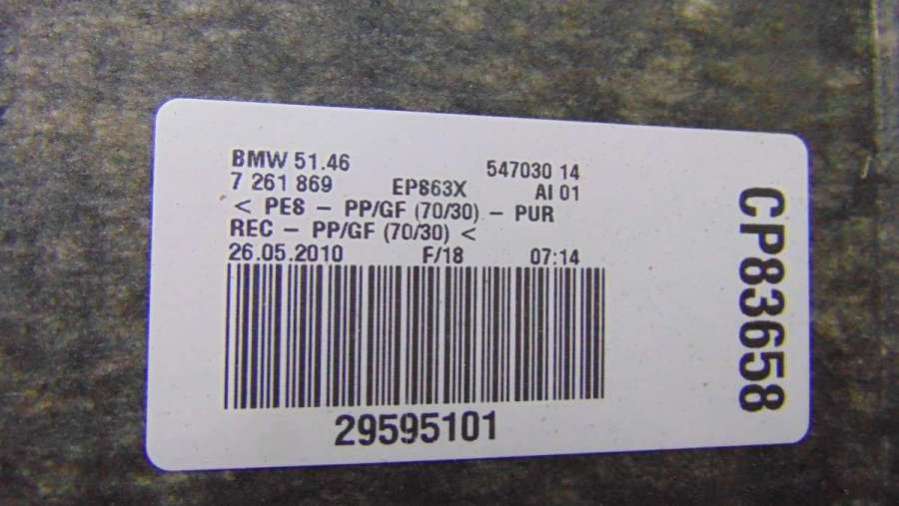 BMW 51.46 547030 14
7 261 869 EP863X AI 01
< PES - PP/GF (70/30) - PUR
REC - PP/GF (70/30) <
26.05.2010 F/18 07:14
29595101
CP83658